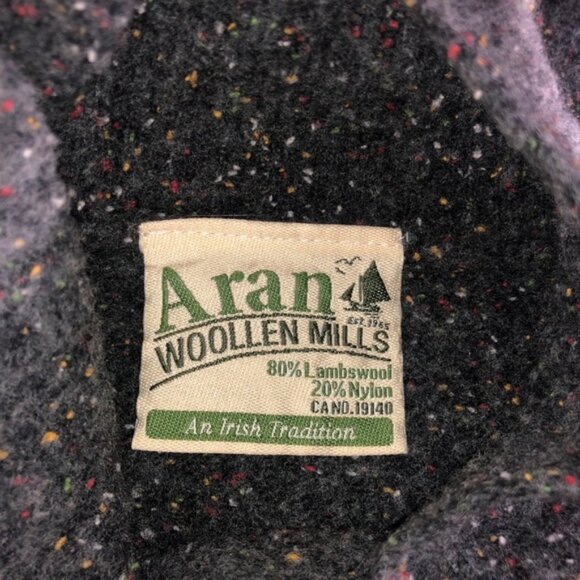 Aran
EST. 1965
WOOLLEN MILLS
80% Lambswool
20% Nylon
CA NO. 19140
An Irish Tradition